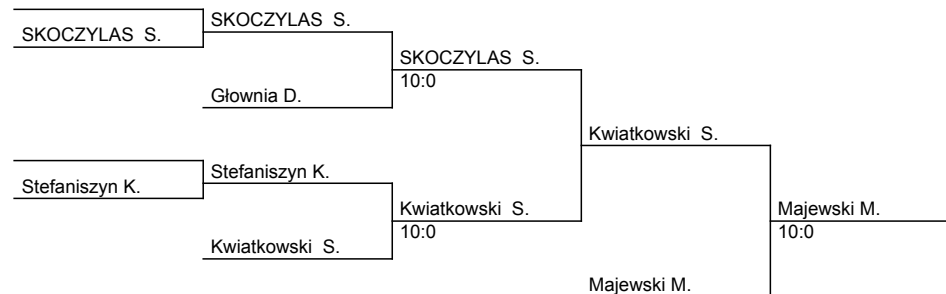 SKOCZYLAS  S.
SKOCZYLAS  S.
SKOCZYLAS  S.
10:0
Głownia D.
Kwiatkowski  S.
Stefaniszyn K.
Stefaniszyn K.
Kwiatkowski  S.
10:0
Majewski M.
10:0
Kwiatkowski  S.
Majewski M.